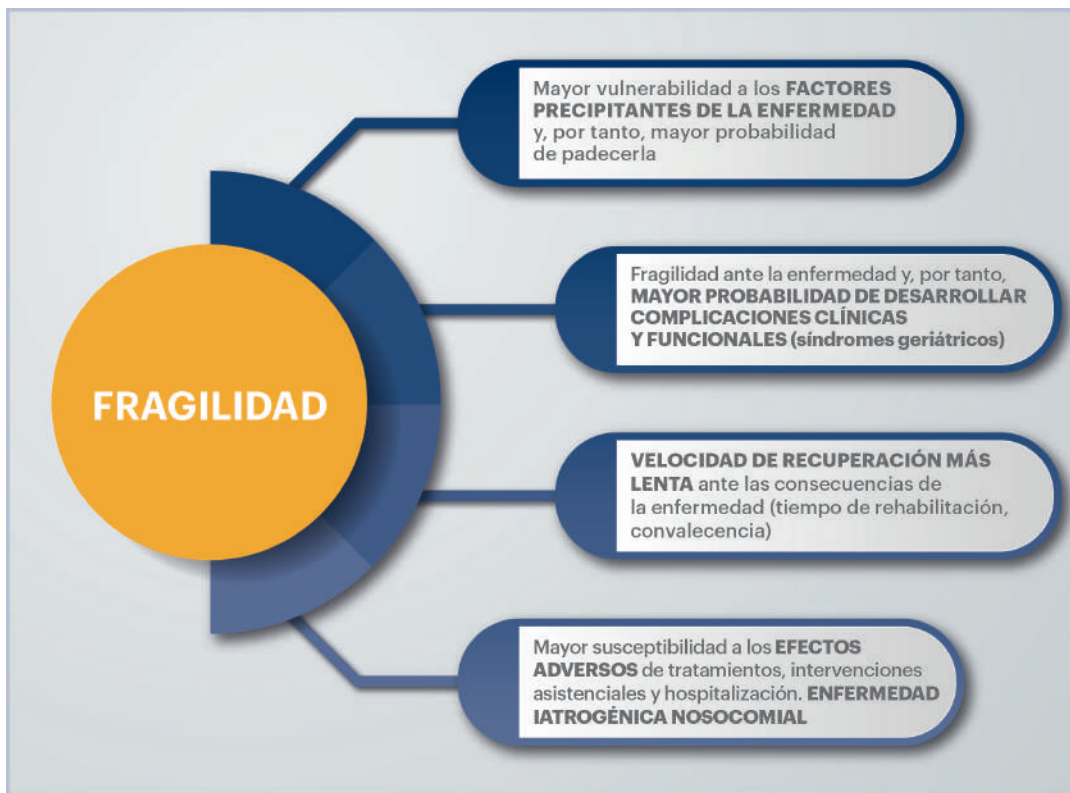 FRAGILIDAD
Mayor vulnerabilidad a los FACTORES
PRECIPITANTES DE LA ENFERMEDAD
y, por tanto, mayor probabilidad
de padecerla
Fragilidad ante la enfermedad y, por tanto,
MAYOR PROBABILIDAD DE DESARROLLAR
COMPLICACIONES CLÍNICAS
Y FUNCIONALES (síndromes geriátricos)
VELOCIDAD DE RECUPERACIÓN MÁS
LENTA ante las consecuencias de
la enfermedad (tiempo de rehabilitación,
convalecencia)
Mayor susceptibilidad a los EFECTOS
ADVERSOS de tratamientos, intervenciones
asistenciales y hospitalización. ENFERMEDAD
IATROGÉNICA NOSOCOMIAL